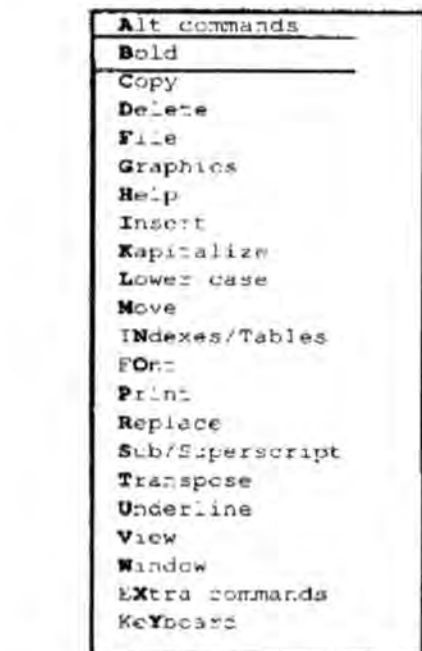 Alt commands
Bold
Copy
Delete
File
Graphics
Help
Insert
Kapitalize
Lower case
Move
INdexes/Tables
FOnt
Print
Replace
Sub/Superscript
Transpose
Underline
View
Window
EXtra commands
KeYboard